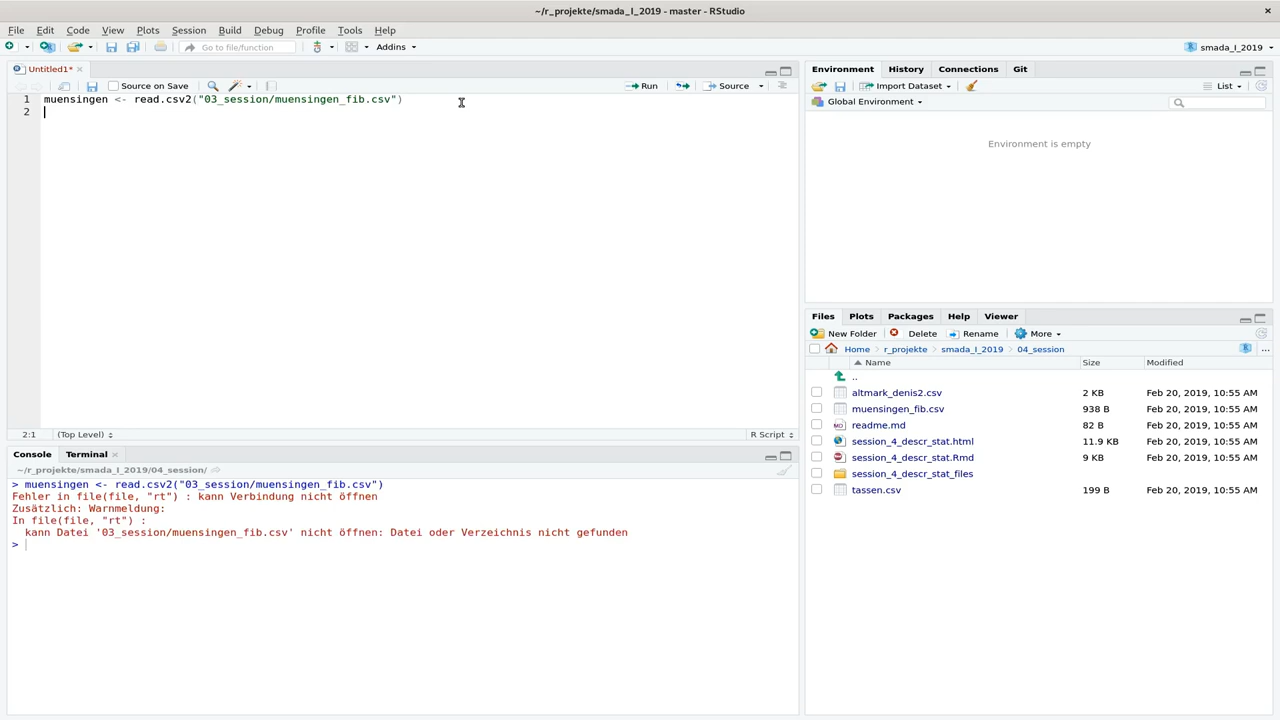 ~/r_projekte/smada_I_2019 - master - RStudio
File Edit Code View Plots Session Build Debug Profile Tools Help
Go to file/function Addins smada_I_2019
Untitled1*
Source on Save Run Source
1 muensingen <- read.csv2("03_session/muensingen_fib.csv")
2
2:1 (Top Level) R Script
Console Terminal
~/r_projekte/smada_I_2019/04_session/
> muensingen <- read.csv2("03_session/muensingen_fib.csv")
Fehler in file(file, "rt") : kann Verbindung nicht öffnen
Zusätzlich: Warnmeldung:
In file(file, "rt") :
kann Datei '03_session/muensingen_fib.csv' nicht öffnen: Datei oder Verzeichnis nicht gefunden
>
Environment History Connections Git
Import Dataset List
Global Environment
Environment is empty
Files Plots Packages Help Viewer
New Folder Delete Rename More
Home r_projekte smada_I_2019 04_session ...
Name Size Modified
..
altmark_denis2.csv 2 KB Feb 20, 2019, 10:55 AM
muensingen_fib.csv 938 B Feb 20, 2019, 10:55 AM
readme.md 82 B Feb 20, 2019, 10:55 AM
session_4_descr_stat.html 11.9 KB Feb 20, 2019, 10:55 AM
session_4_descr_stat.Rmd 9 KB Feb 20, 2019, 10:55 AM
session_4_descr_stat_files
tassen.csv 199 B Feb 20, 2019, 10:55 AM